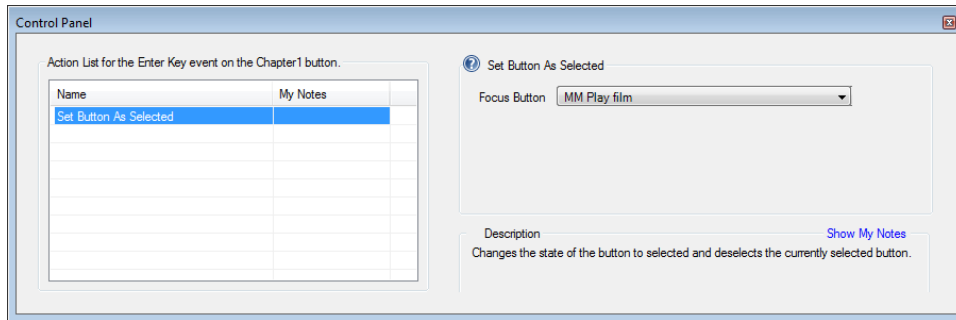 Control Panel
Action List for the Enter Key event on the Chapter1 button.
Name My Notes
Set Button As Selected
Set Button As Selected
Focus Button MM Play film
Description Show My Notes
Changes the state of the button to selected and deselects the currently selected button.